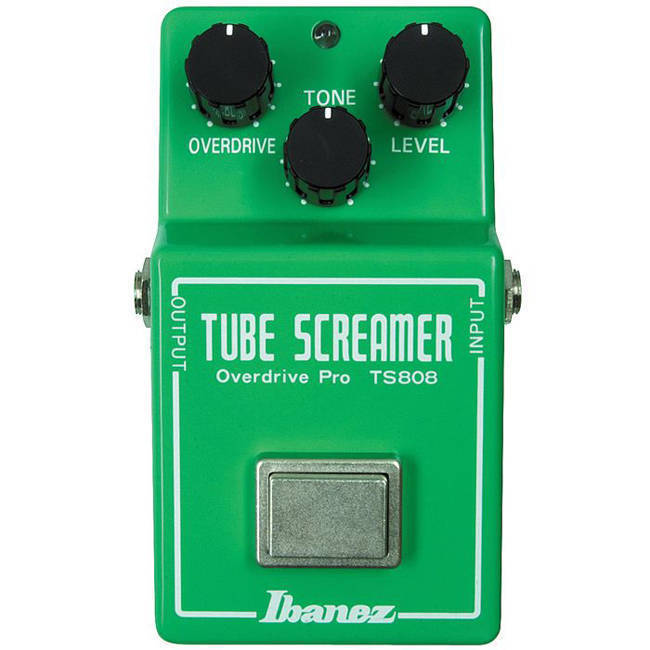 TONE
OVERDRIVE
LEVEL
OUTPUT
INPUT
TUBE SCREAMER
Overdrive Pro TS808
Ibanez